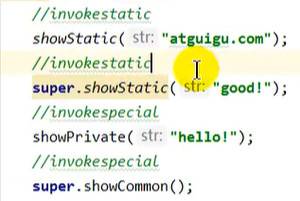 //invokestatic
showStatic( str: "atguigu.com");
//invokestatic
super.showStatic( str: "good!");
//invokespecial
showPrivate( str: "hello!");
//invokespecial
super.showCommon();